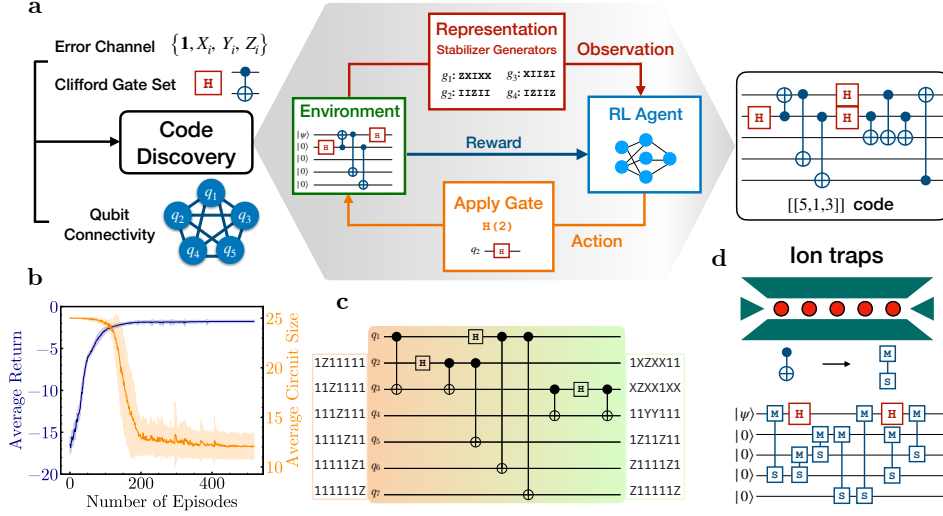 a
Error Channel {1, Xᵢ, Yᵢ, Zᵢ}
Clifford Gate Set H
Code
Discovery
Qubit
Connectivity
q₁
q₂ q₃
q₄ q₅
Representation
Stabilizer Generators
g₁: ZXIXX g₃: XIIZI
g₂: IIZII g₄: IZIIZ
Observation
Environment
|ψ⟩ H
|0⟩ H
|0⟩
|0⟩
|0⟩
Reward
RL Agent
Apply Gate
H(2)
q₂ H
Action
H
H H
[[5,1,3]] code
b
Average Return
0
−5
−10
−15
−20
0 200 400
Number of Episodes
25
20
15
10
Average Circuit Size
c
q₁ H
1Z11111 q₂ H 1XZXX11
11Z1111 q₃ H XZXX1XX
111Z111 q₄ 11YY111
1111Z11 q₅ 1Z11Z11
11111Z1 q₆ Z1111Z1
111111Z q₇ Z11111Z
d
Ion traps
M
S
|ψ⟩ M H M H M
|0⟩ M M M S
|0⟩ M S
|0⟩ S S S
|0⟩ S S